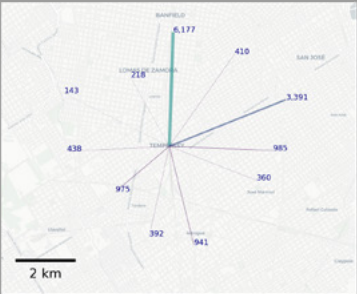 BANFIELD
6,177
410
SAN JOSE
LOMAS DE ZAMORA
218
143
3,391
TEMPERLEY
438
985
360
975
392
941
2 km